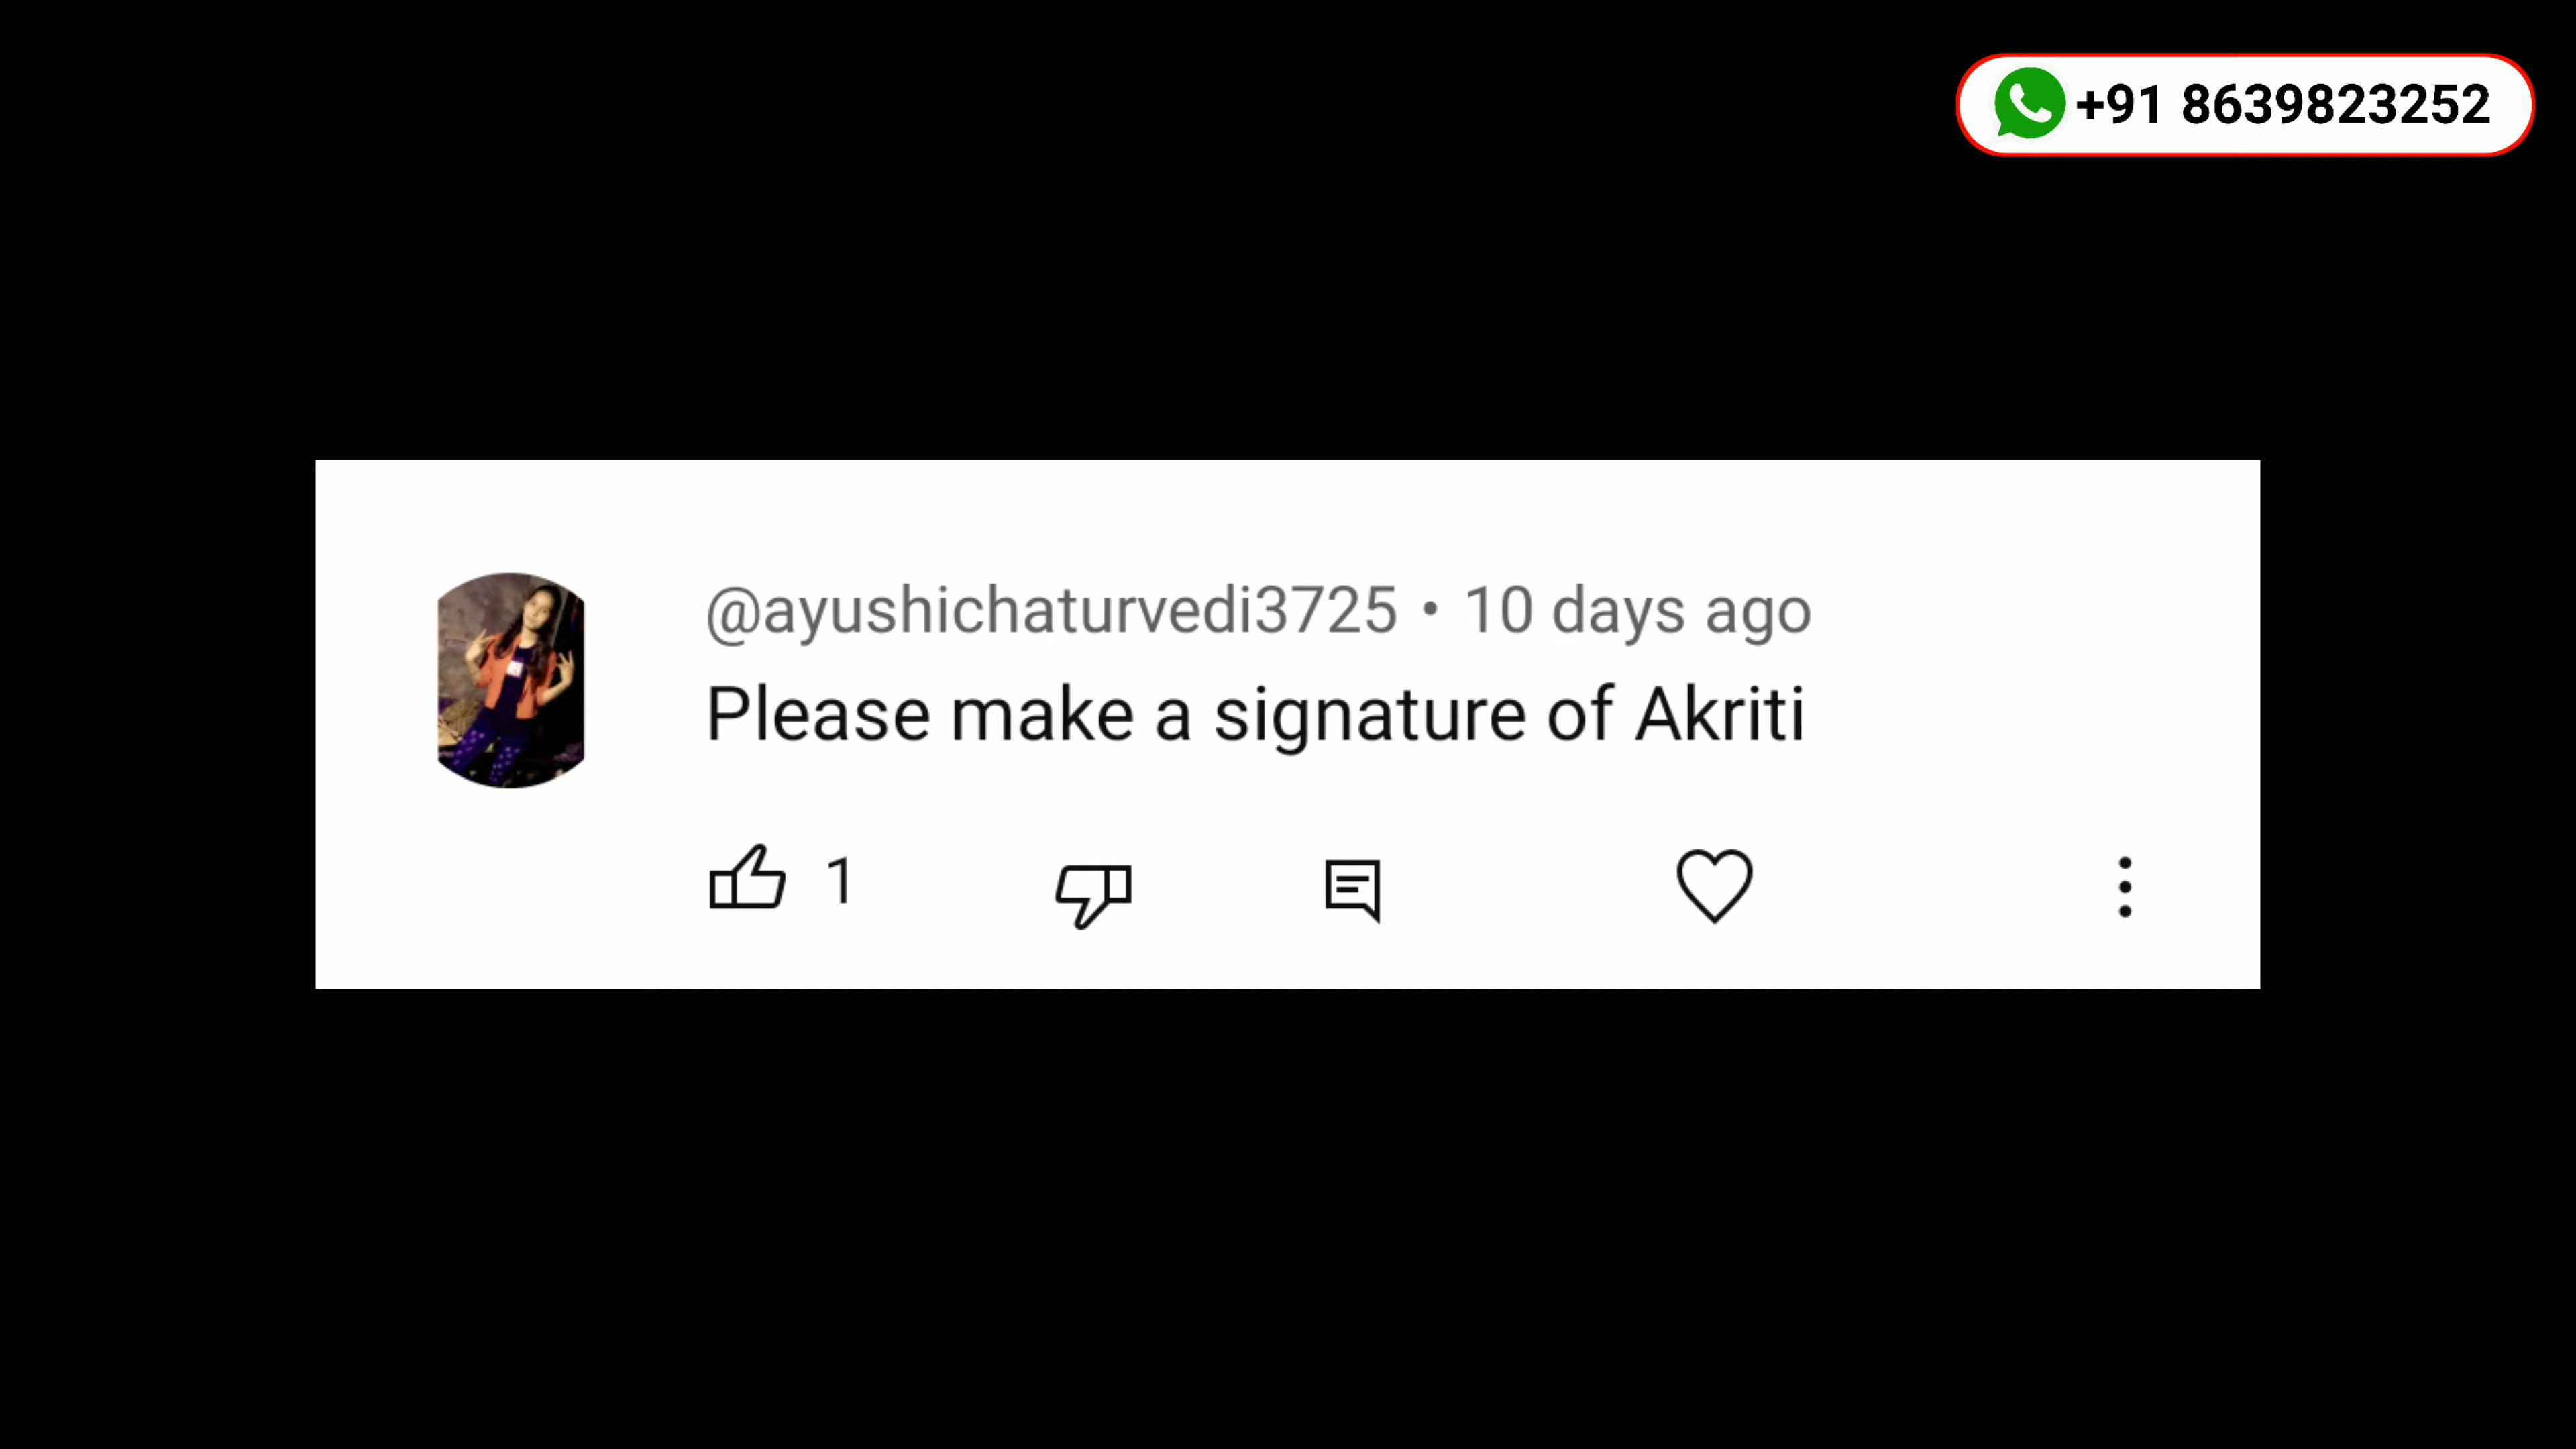 +91 8639823252
@ayushichaturvedi3725 • 10 days ago
Please make a signature of Akriti
1